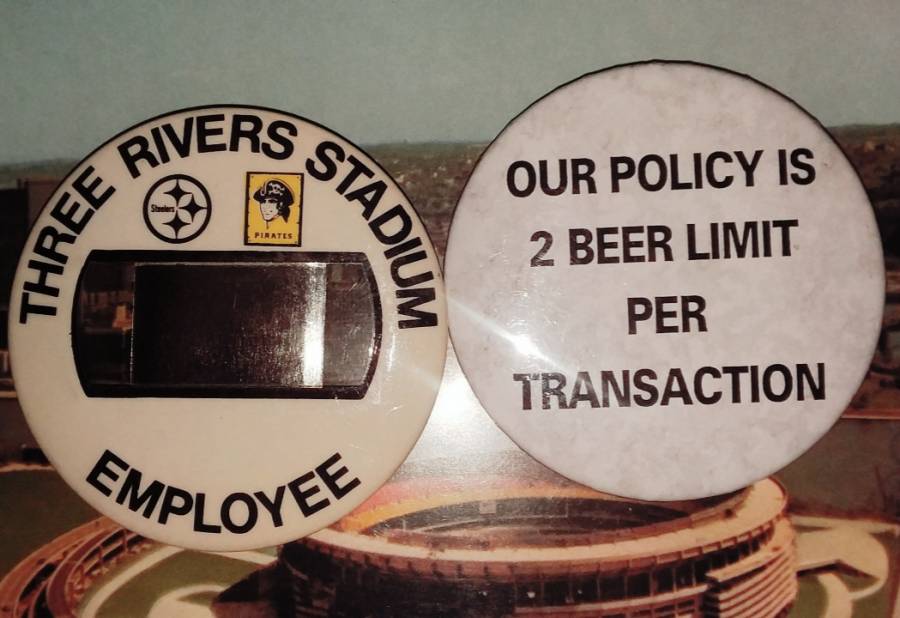 THREE RIVERS STADIUM
Steelers
PIRATES
EMPLOYEE
OUR POLICY IS
2 BEER LIMIT
PER
TRANSACTION